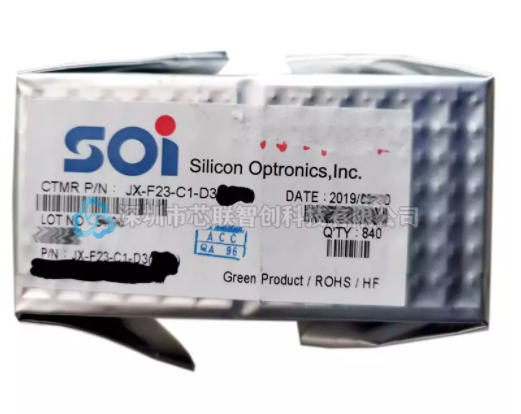 SOi
Silicon Optronics,Inc.
CTMR P/N : JX-F23-C1-D3
DATE : 2019/
LOT NO
深圳市芯联智创科技有限公司
Q'TY : 840
ACC
QA 96
P/N : JX-F23-C1-D3(
Green Product / ROHS / HF